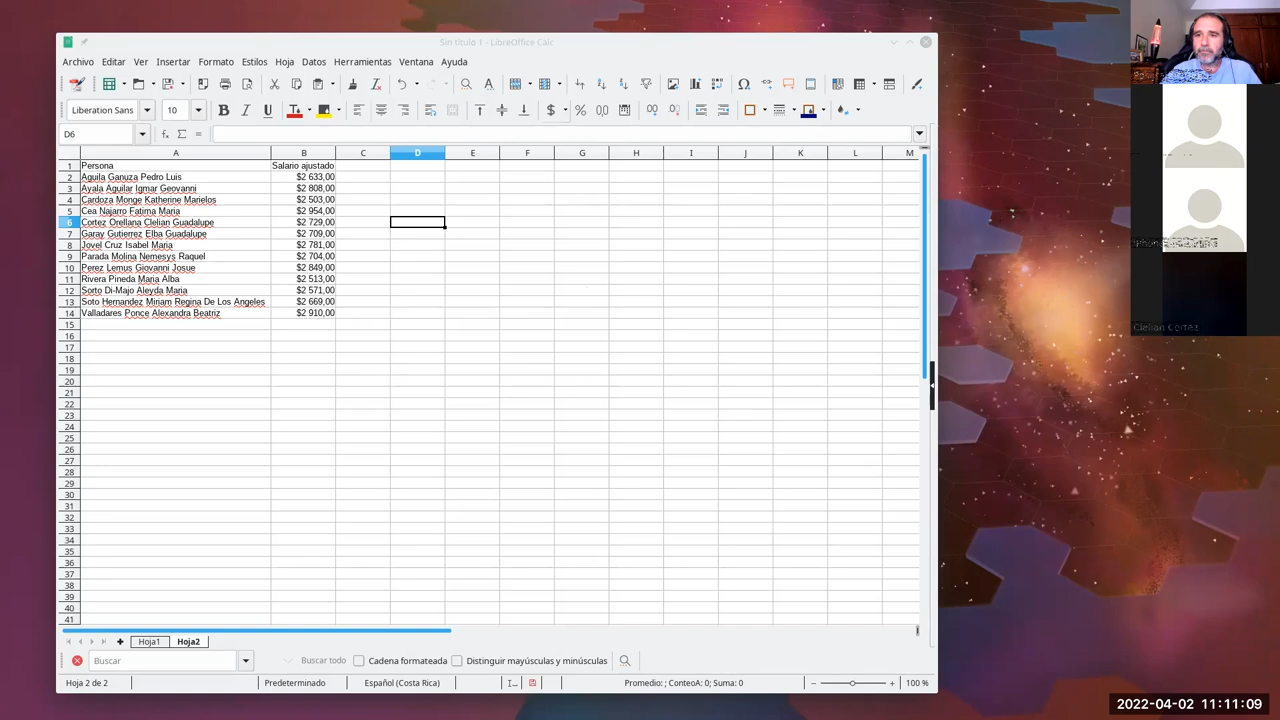 Sin título 1 - LibreOffice Calc
Archivo Editar Ver Insertar Formato Estilos Hoja Datos Herramientas Ventana Ayuda
Liberation Sans 10
D6
A B C D E F G H I J K L M
1 Persona Salario ajustado
2 Aguila Ganuza Pedro Luis $2 633,00
3 Ayala Aguilar Igmar Geovanni $2 808,00
4 Cardoza Monge Katherine Marielos $2 503,00
5 Cea Najarro Fatima Maria $2 954,00
6 Cortez Orellana Clelian Guadalupe $2 729,00
7 Garay Gutierrez Elba Guadalupe $2 709,00
8 Jovel Cruz Isabel Maria $2 781,00
9 Parada Molina Nemesys Raquel $2 704,00
10 Perez Lemus Giovanni Josue $2 849,00
11 Rivera Pineda Maria Alba $2 513,00
12 Sorto Di-Majo Aleyda Maria $2 571,00
13 Soto Hernandez Miriam Regina De Los Angeles $2 669,00
14 Valladares Ponce Alexandra Beatriz $2 910,00
15
16
17
18
19
20
21
22
23
24
25
26
27
28
29
30
31
32
33
34
35
36
37
38
39
40
41
Hoja1 Hoja2
Buscar Buscar todo Cadena formateada Distinguir mayúsculas y minúsculas
Hoja 2 de 2 Predeterminado Español (Costa Rica) Promedio: ; ConteoA: 0; Suma: 0 100 %
Clelian Cortez
2022-04-02 11:11:09